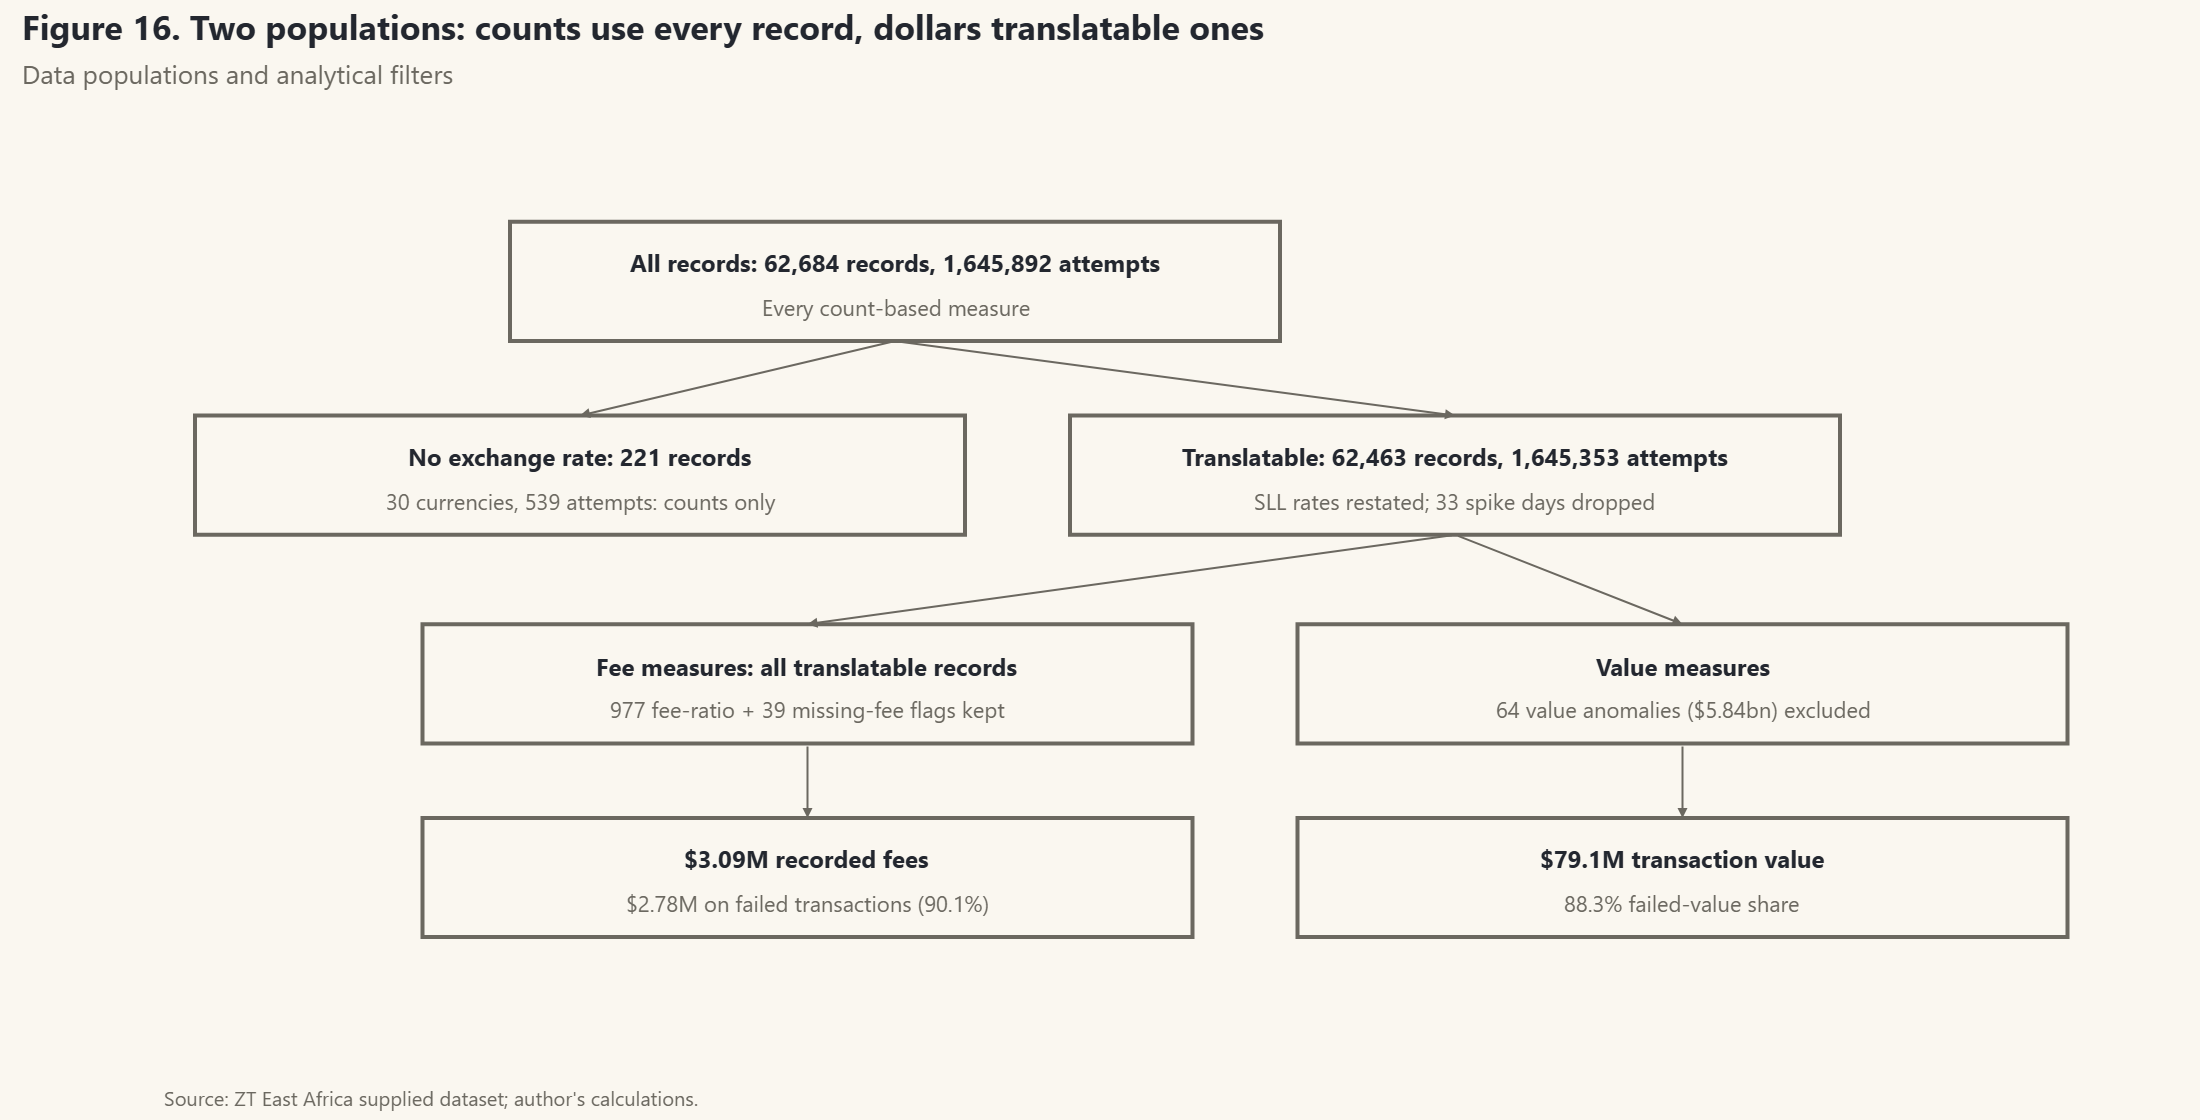 Figure 16. Two populations: counts use every record, dollars translatable ones
Data populations and analytical filters
All records: 62,684 records, 1,645,892 attempts
Every count-based measure
No exchange rate: 221 records
30 currencies, 539 attempts: counts only
Translatable: 62,463 records, 1,645,353 attempts
SLL rates restated; 33 spike days dropped
Fee measures: all translatable records
977 fee-ratio + 39 missing-fee flags kept
Value measures
64 value anomalies ($5.84bn) excluded
$3.09M recorded fees
$2.78M on failed transactions (90.1%)
$79.1M transaction value
88.3% failed-value share
Source: ZT East Africa supplied dataset; author's calculations.